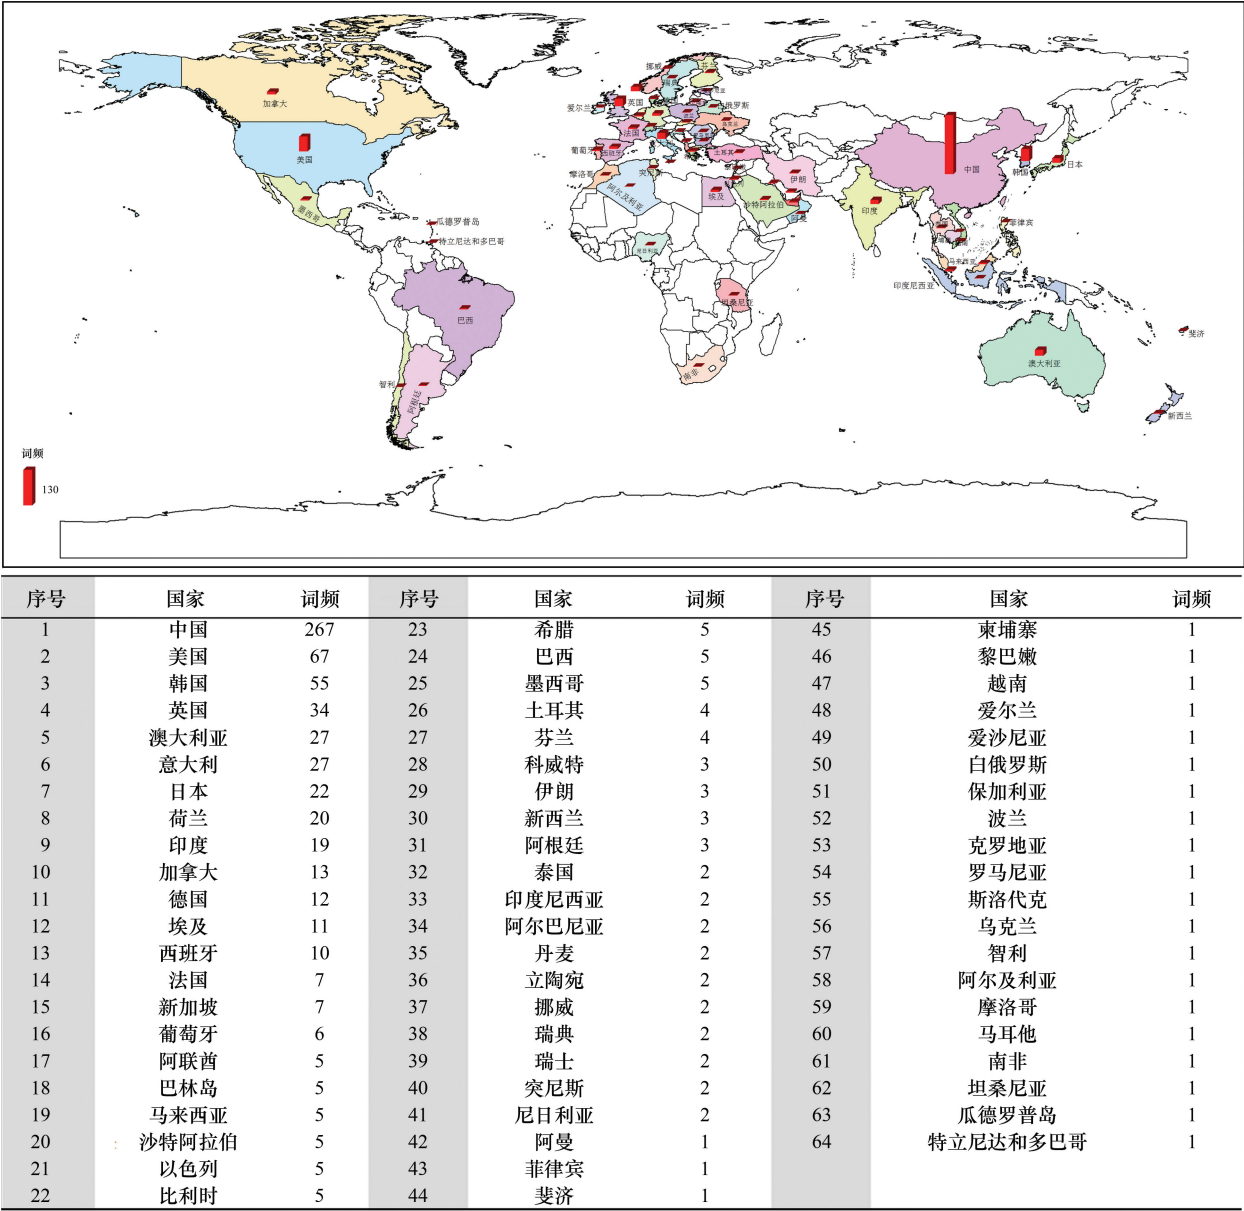 挪威
芬兰
瑞典
爱尔兰
英国
白俄罗斯
乌克兰
加拿大
法国
美国
葡萄牙
西班牙
土耳其
中国
韩国
日本
摩洛哥
突尼斯
伊朗
阿尔及利亚
埃及
沙特阿拉伯
阿曼
印度
墨西哥
瓜德罗普岛
特立尼达和多巴哥
菲律宾
尼日利亚
马来西亚
印度尼西亚
坦桑尼亚
巴西
斐济
澳大利亚
南非
智利
阿根廷
新西兰
词频
130
序号 国家 词频 序号 国家 词频 序号 国家 词频
1 中国 267 23 希腊 5 45 柬埔寨 1
2 美国 67 24 巴西 5 46 黎巴嫩 1
3 韩国 55 25 墨西哥 5 47 越南 1
4 英国 34 26 土耳其 4 48 爱尔兰 1
5 澳大利亚 27 27 芬兰 4 49 爱沙尼亚 1
6 意大利 27 28 科威特 3 50 白俄罗斯 1
7 日本 22 29 伊朗 3 51 保加利亚 1
8 荷兰 20 30 新西兰 3 52 波兰 1
9 印度 19 31 阿根廷 3 53 克罗地亚 1
10 加拿大 13 32 泰国 2 54 罗马尼亚 1
11 德国 12 33 印度尼西亚 2 55 斯洛代克 1
12 埃及 11 34 阿尔巴尼亚 2 56 乌克兰 1
13 西班牙 10 35 丹麦 2 57 智利 1
14 法国 7 36 立陶宛 2 58 阿尔及利亚 1
15 新加坡 7 37 挪威 2 59 摩洛哥 1
16 葡萄牙 6 38 瑞典 2 60 马耳他 1
17 阿联酋 5 39 瑞士 2 61 南非 1
18 巴林岛 5 40 突尼斯 2 62 坦桑尼亚 1
19 马来西亚 5 41 尼日利亚 2 63 瓜德罗普岛 1
20 沙特阿拉伯 5 42 阿曼 1 64 特立尼达和多巴哥 1
21 以色列 5 43 菲律宾 1
22 比利时 5 44 斐济 1